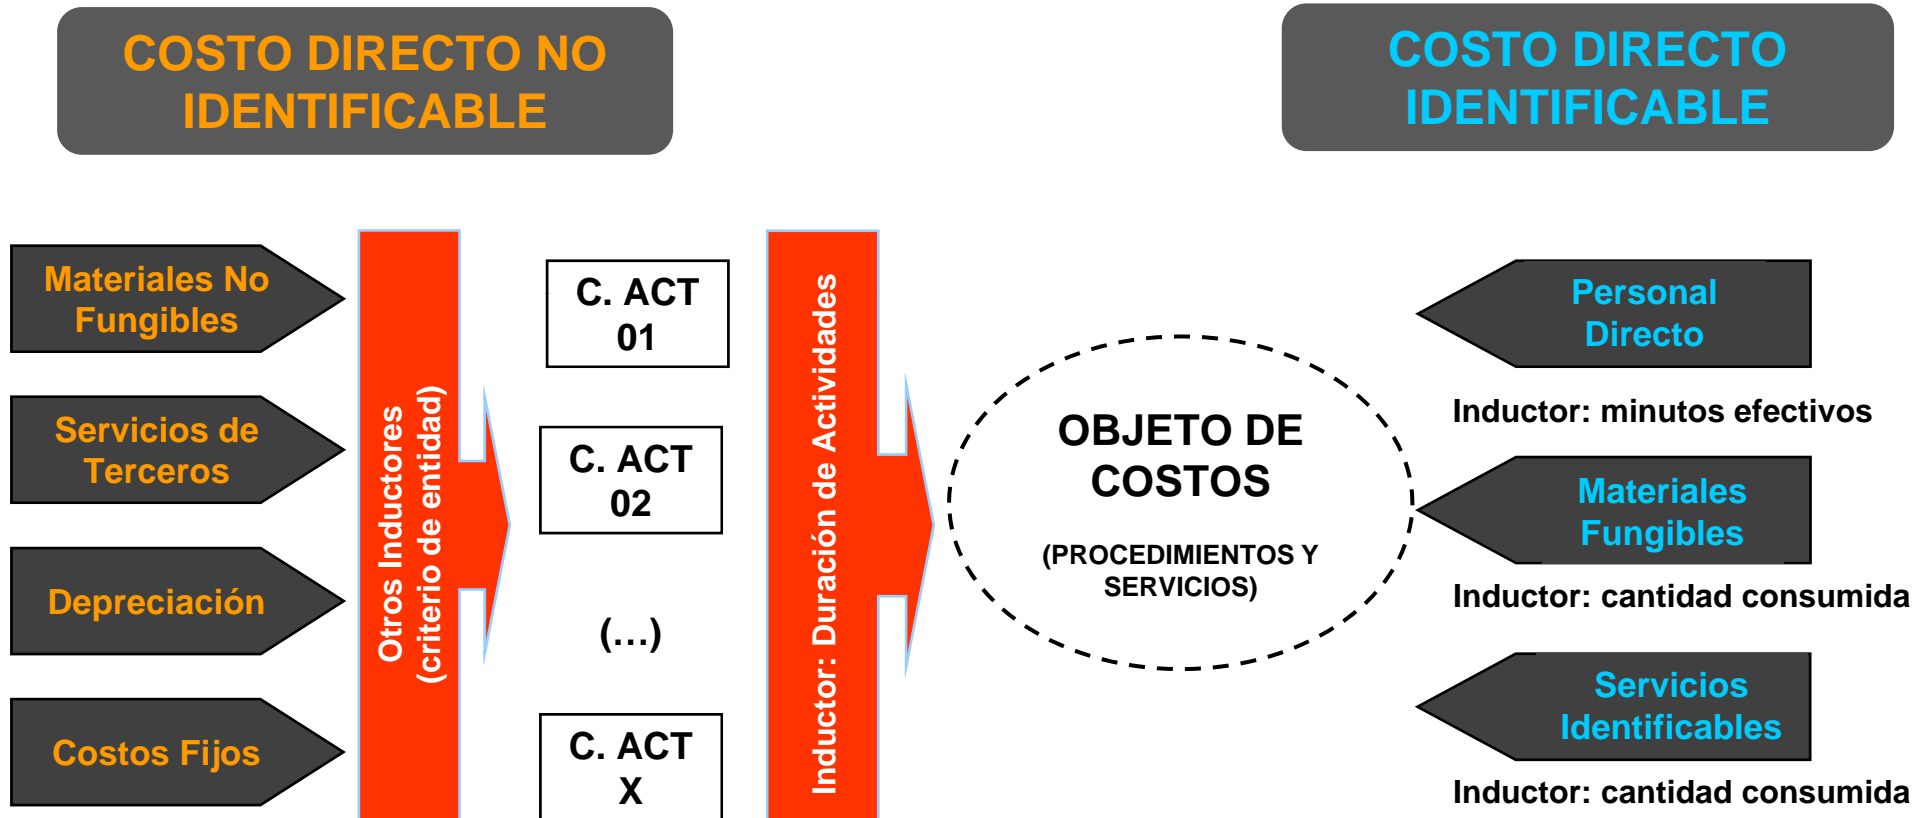 COSTO DIRECTO NO
IDENTIFICABLE
COSTO DIRECTO
IDENTIFICABLE
Materiales No
Fungibles
Servicios de
Terceros
Depreciación
Costos Fijos
Otros Inductores
(criterio de entidad)
C. ACT
01
C. ACT
02
(…)
C. ACT
X
Inductor: Duración de Actividades
OBJETO DE
COSTOS
(PROCEDIMIENTOS Y
SERVICIOS)
Personal
Directo
Inductor: minutos efectivos
Materiales
Fungibles
Inductor: cantidad consumida
Servicios
Identificables
Inductor: cantidad consumida